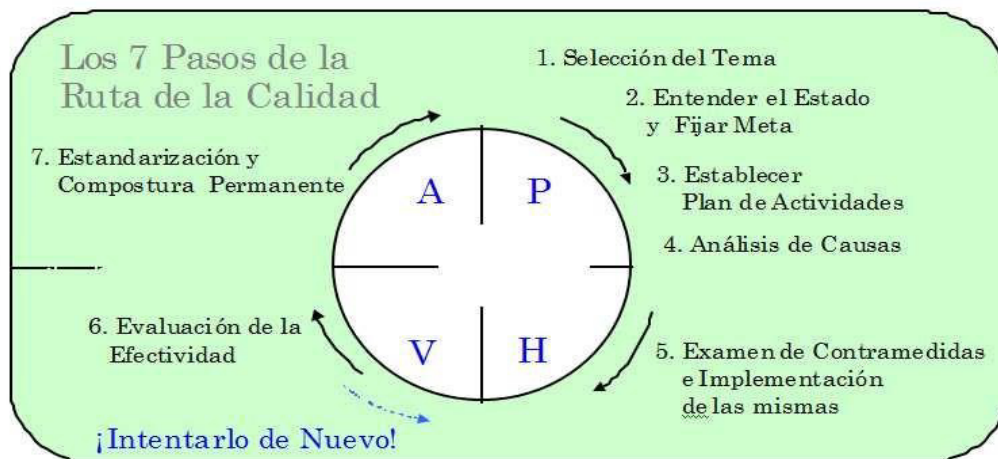 Los 7 Pasos de la
Ruta de la Calidad
1. Selección del Tema
2. Entender el Estado
y Fijar Meta
3. Establecer
Plan de Actividades
4. Análisis de Causas
5. Examen de Contramedidas
e Implementación
de las mismas
6. Evaluación de la
Efectividad
¡Intentarlo de Nuevo!
7. Estandarización y
Compostura Permanente
A
P
V
H